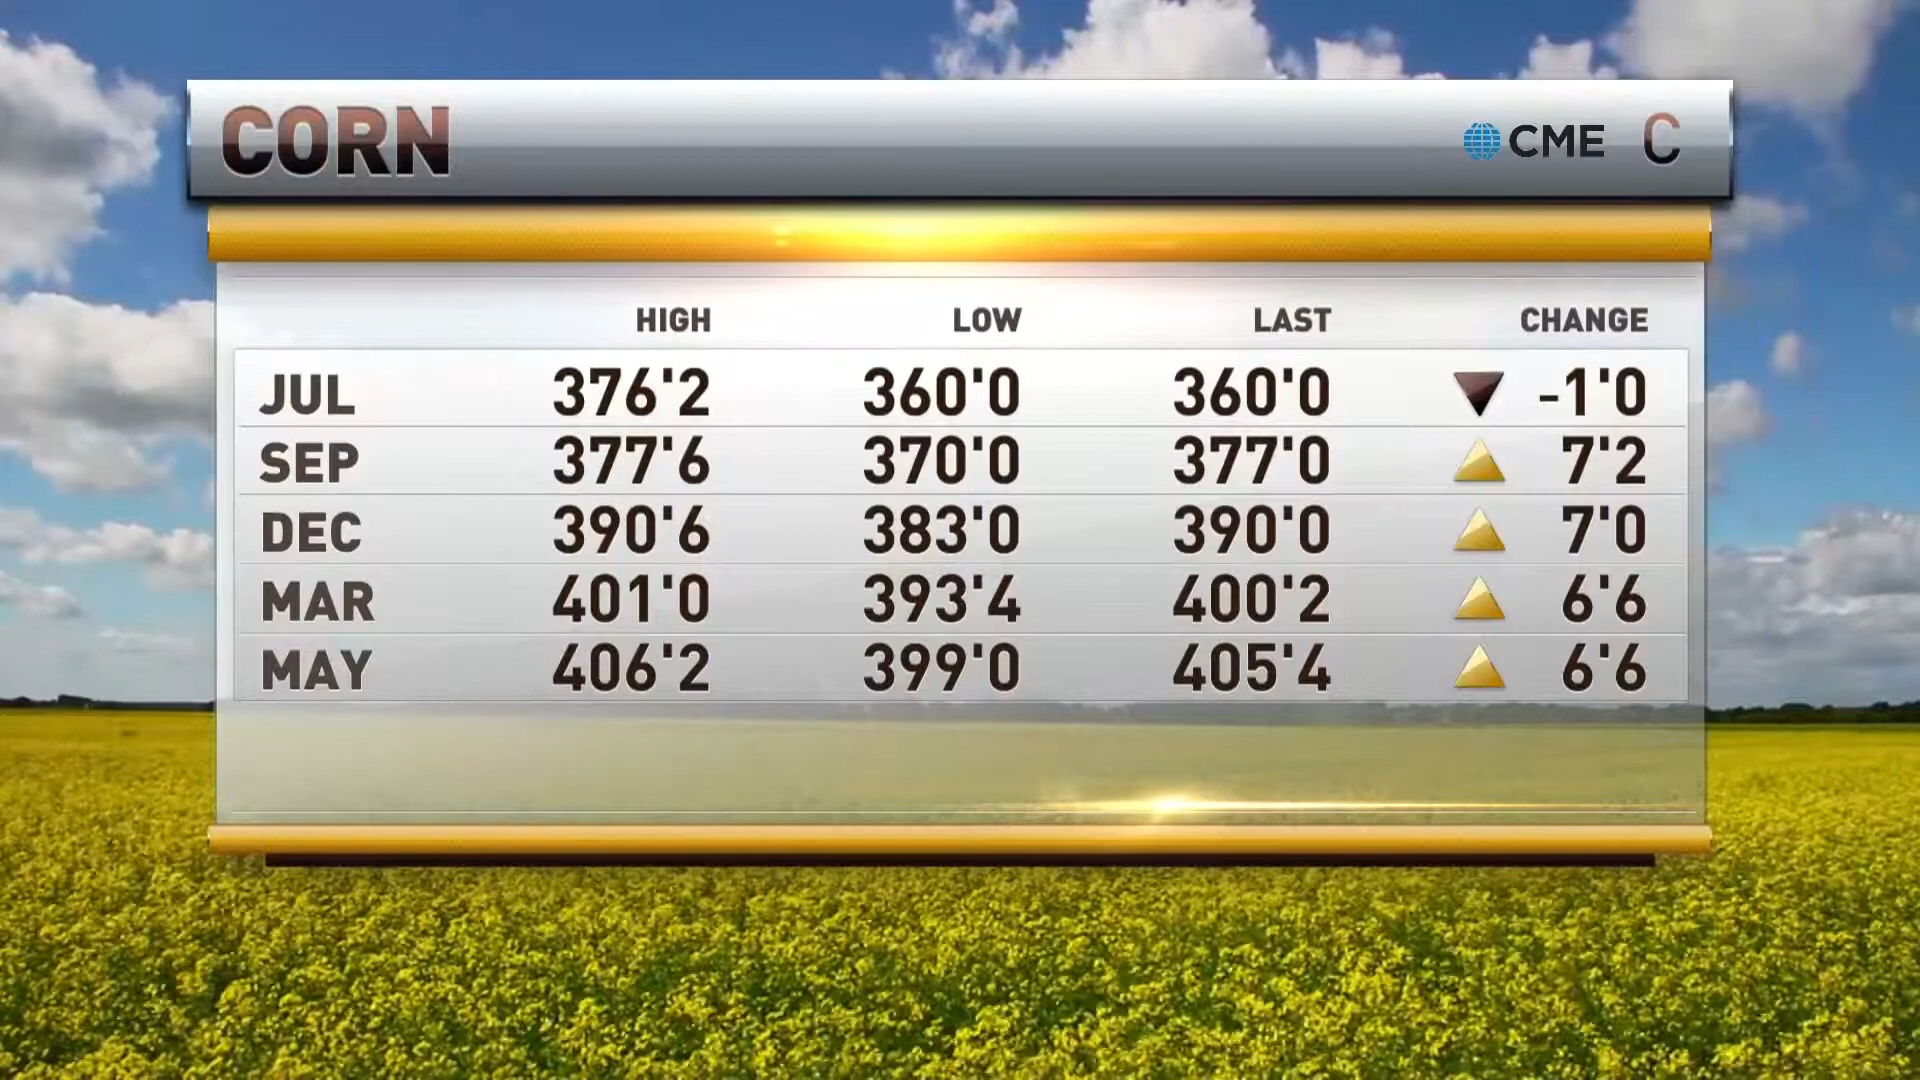 CORN CME C
HIGH LOW LAST CHANGE
JUL 376'2 360'0 360'0 -1'0
SEP 377'6 370'0 377'0 7'2
DEC 390'6 383'0 390'0 7'0
MAR 401'0 393'4 400'2 6'6
MAY 406'2 399'0 405'4 6'6